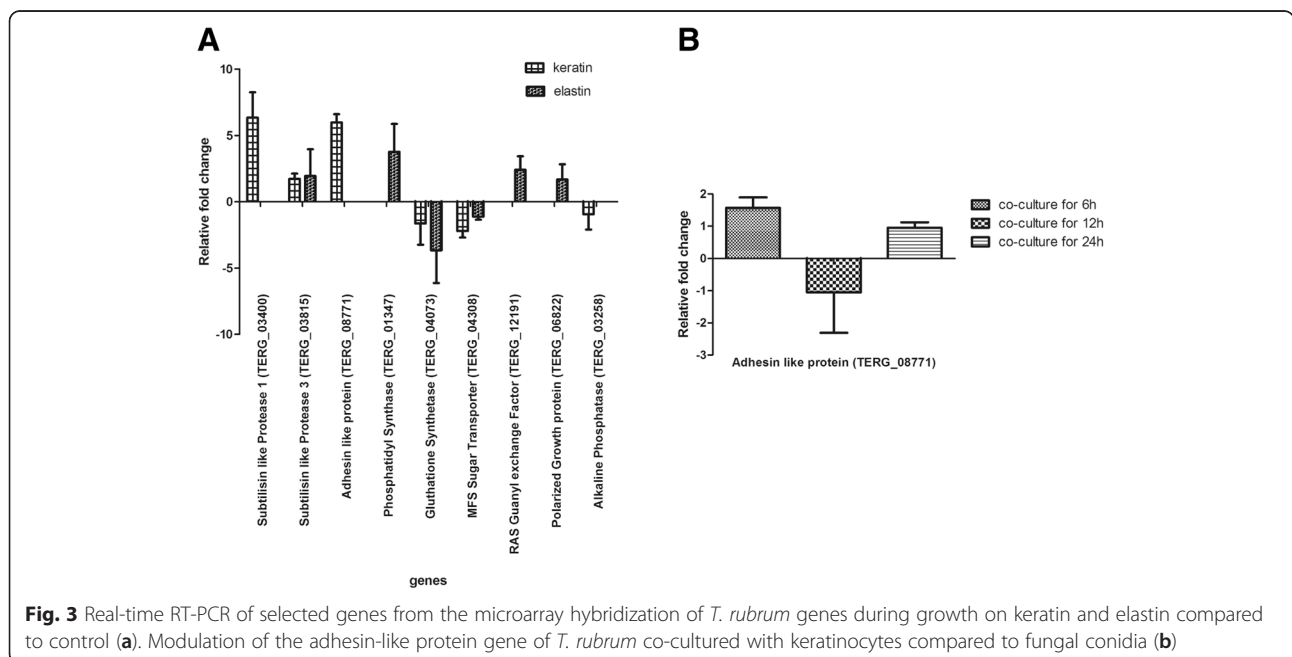 A
keratin
elastin
Relative fold change
10
5
0
-5
-10
Subtilisin like Protease 1 (TERG_03400)
Subtilisin like Protease 3 (TERG_03815)
Adhesin like protein (TERG_08771)
Phosphatidyl Synthase (TERG_01347)
Gluthatione Synthetase (TERG_04073)
MFS Sugar Transporter (TERG_04308)
RAS Guanyl exchange Factor (TERG_12191)
Polarized Growth protein (TERG_06822)
Alkaline Phosphatase (TERG_03258)
genes
B
Relative fold change
2
1
0
-1
-2
-3
Adhesin like protein (TERG_08771)
co-culture for 6h
co-culture for 12h
co-culture for 24h
Fig. 3 Real-time RT-PCR of selected genes from the microarray hybridization of T. rubrum genes during growth on keratin and elastin compared
to control (a). Modulation of the adhesin-like protein gene of T. rubrum co-cultured with keratinocytes compared to fungal conidia (b)